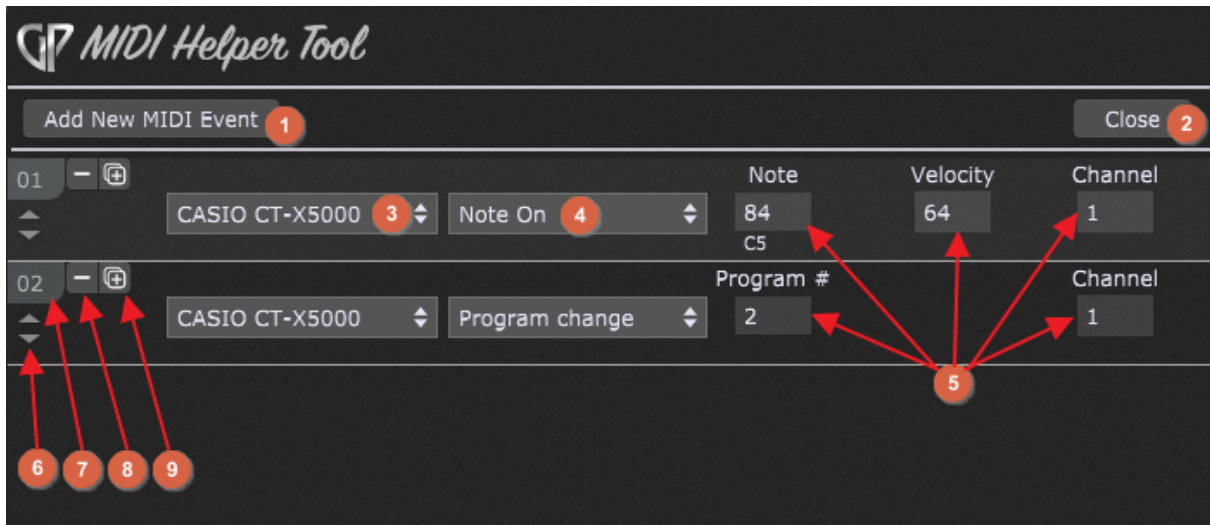 GP MIDI Helper Tool
Add New MIDI Event 1 Close 2
01 Note Velocity Channel
CASIO CT-X5000 3 Note On 4 84 64 1
C5
02 Program # Channel
CASIO CT-X5000 Program change 2 1
5
6 7 8 9